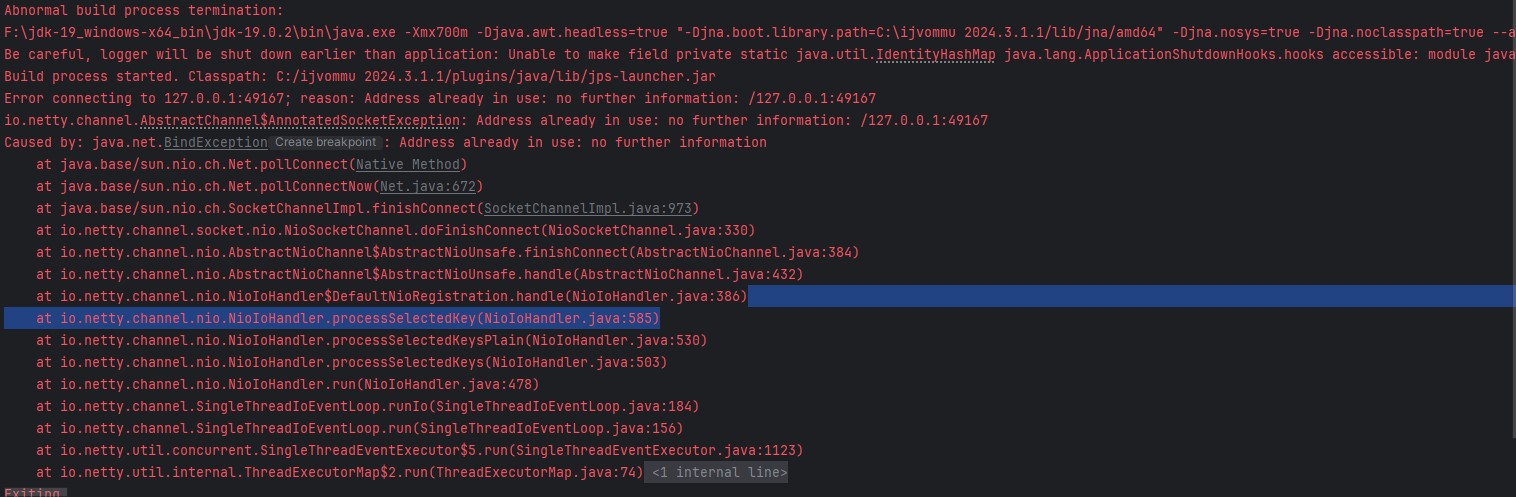 Abnormal build process termination:
F:\jdk-19_windows-x64_bin\jdk-19.0.2\bin\java.exe -Xmx700m -Djava.awt.headless=true "-Djna.boot.library.path=C:\ijvommu 2024.3.1.1/lib/jna/amd64" -Djna.nosys=true -Djna.noclasspath=true --a
Be careful, logger will be shut down earlier than application: Unable to make field private static java.util.IdentityHashMap java.lang.ApplicationShutdownHooks.hooks accessible: module java
Build process started. Classpath: C:/ijvommu 2024.3.1.1/plugins/java/lib/jps-launcher.jar
Error connecting to 127.0.0.1:49167; reason: Address already in use: no further information: /127.0.0.1:49167
io.netty.channel.AbstractChannel$AnnotatedSocketException: Address already in use: no further information: /127.0.0.1:49167
Caused by: java.net.BindException Create breakpoint : Address already in use: no further information
    at java.base/sun.nio.ch.Net.pollConnect(Native Method)
    at java.base/sun.nio.ch.Net.pollConnectNow(Net.java:672)
    at java.base/sun.nio.ch.SocketChannelImpl.finishConnect(SocketChannelImpl.java:973)
    at io.netty.channel.socket.nio.NioSocketChannel.doFinishConnect(NioSocketChannel.java:330)
    at io.netty.channel.nio.AbstractNioChannel$AbstractNioUnsafe.finishConnect(AbstractNioChannel.java:384)
    at io.netty.channel.nio.AbstractNioChannel$AbstractNioUnsafe.handle(AbstractNioChannel.java:432)
    at io.netty.channel.nio.NioIoHandler$DefaultNioRegistration.handle(NioIoHandler.java:386)
    at io.netty.channel.nio.NioIoHandler.processSelectedKey(NioIoHandler.java:585)
    at io.netty.channel.nio.NioIoHandler.processSelectedKeysPlain(NioIoHandler.java:530)
    at io.netty.channel.nio.NioIoHandler.processSelectedKeys(NioIoHandler.java:503)
    at io.netty.channel.nio.NioIoHandler.run(NioIoHandler.java:478)
    at io.netty.channel.SingleThreadIoEventLoop.runIo(SingleThreadIoEventLoop.java:184)
    at io.netty.channel.SingleThreadIoEventLoop.run(SingleThreadIoEventLoop.java:156)
    at io.netty.util.concurrent.SingleThreadEventExecutor$5.run(SingleThreadEventExecutor.java:1123)
    at io.netty.util.internal.ThreadExecutorMap$2.run(ThreadExecutorMap.java:74) <1 internal line>
Exiting.